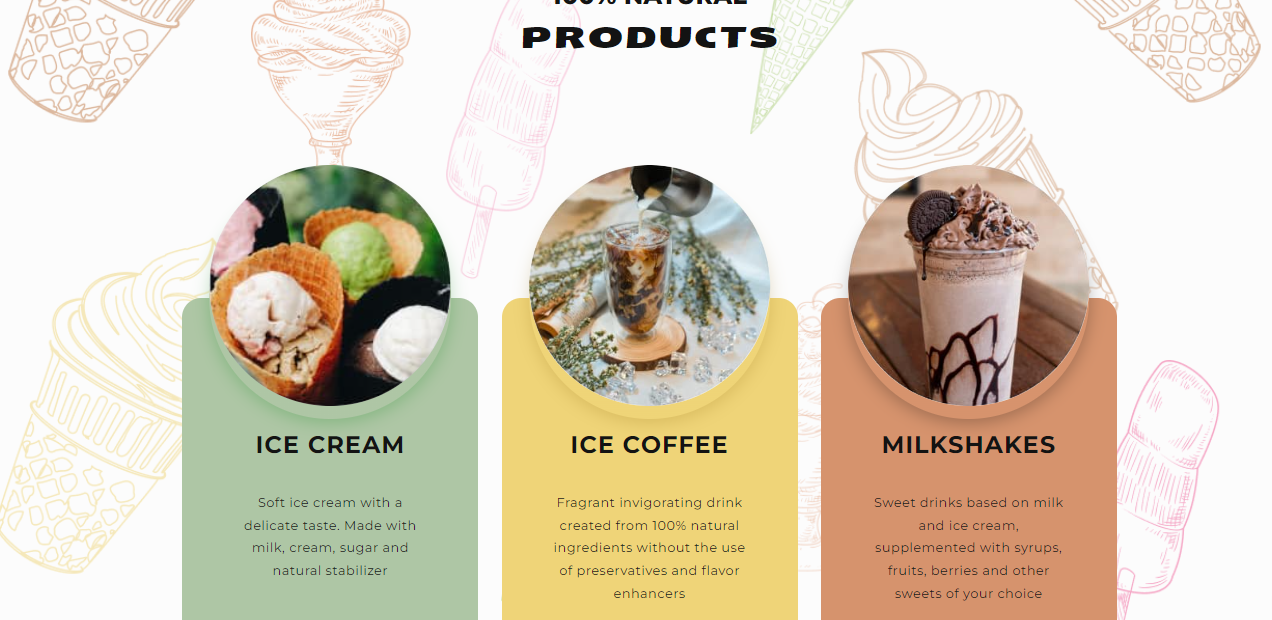 100% NATURAL
PRODUCTS
ICE CREAM
Soft ice cream with a
delicate taste. Made with
milk, cream, sugar and
natural stabilizer
ICE COFFEE
Fragrant invigorating drink
created from 100% natural
ingredients without the use
of preservatives and flavor
enhancers
MILKSHAKES
Sweet drinks based on milk
and ice cream,
supplemented with syrups,
fruits, berries and other
sweets of your choice